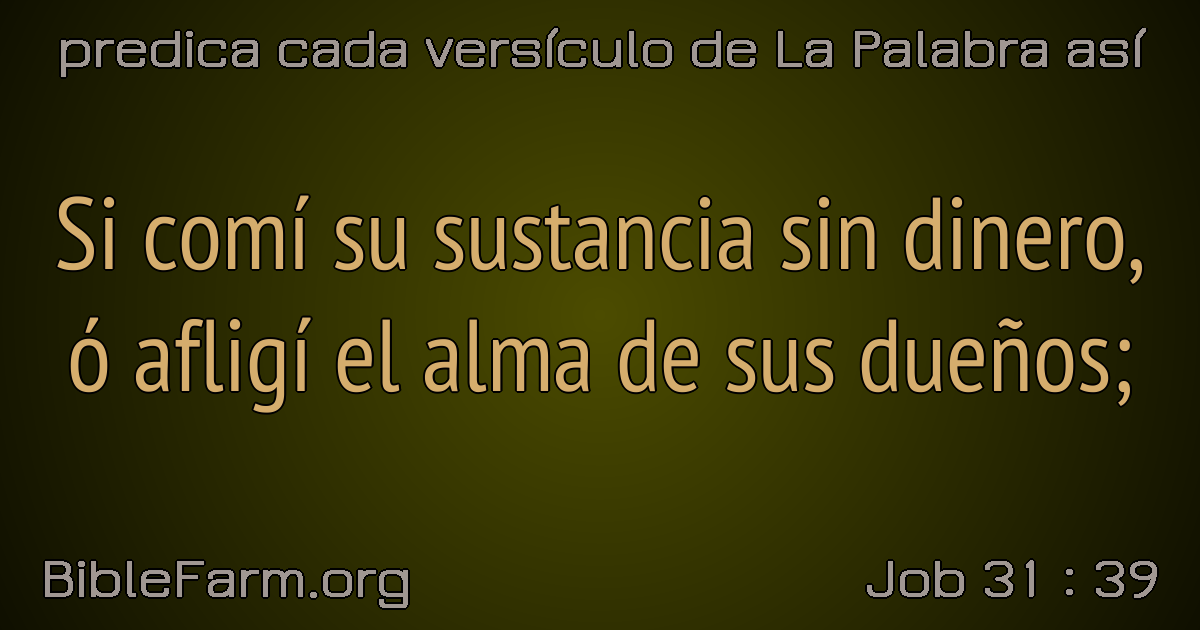 predica cada versículo de La Palabra así
Si comí su sustancia sin dinero,
ó afligí el alma de sus dueños;
BibleFarm.org
Job 31 : 39